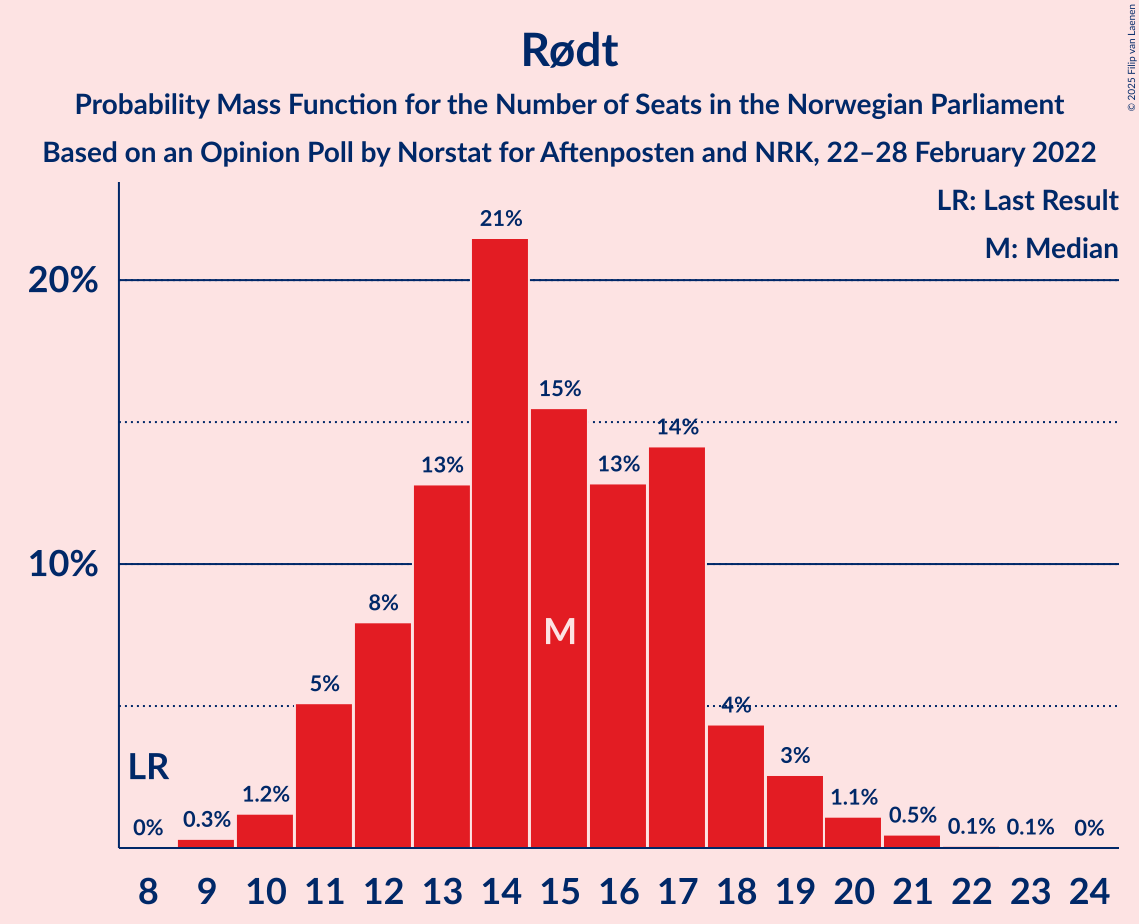 Rødt
Probability Mass Function for the Number of Seats in the Norwegian Parliament
Based on an Opinion Poll by Norstat for Aftenposten and NRK, 22–28 February 2022
© 2025 Filip van Laenen
LR: Last Result
M: Median
20%
10%
LR
M
0%
0.3%
1.2%
5%
8%
13%
21%
15%
13%
14%
4%
3%
1.1%
0.5%
0.1%
0.1%
0%
8 9 10 11 12 13 14 15 16 17 18 19 20 21 22 23 24